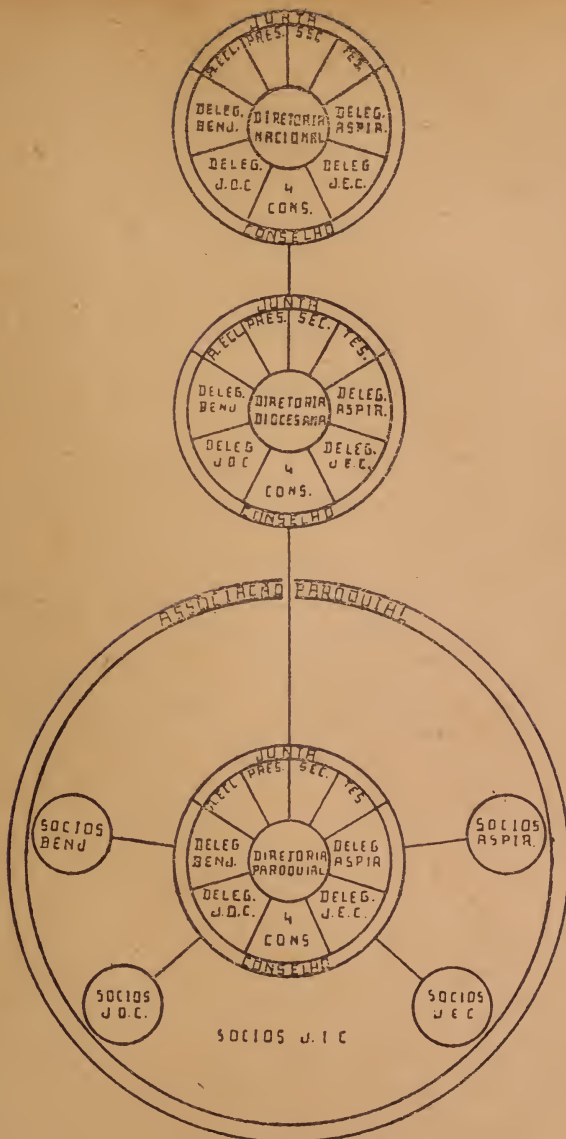 JUNTA
A.ECL. PRES. SEC TES.
DELEG.
BENJ.
DIRETORIA
NACIONAL
DELEG.
ASPIR.
DELEG.
J.O.C
4
CONS.
DELEG
J.E.C.
CONSELHO
JUNTA
A.ECL. PRES. SEC. TES.
DELEG.
BENJ
DIRETORIA
DIOCESANA
DELEG.
ASPIR.
DELEG
J.O.C
4
CONS.
DELEG.
J.E.C.
CONSELHO
ASSOCIAÇÃO PAROQUIAL
JUNTA
A.ECL PRES. SEC. TES
SOCIOS
BENJ
DELEG
BENJ.
DIRETORIA
PAROQUIAL
DELEG
ASPIR
SOCIOS
ASPIR.
DELEG.
J.O.C.
4
CONS
DELEG.
J.E.C.
CONSELHO
SOCIOS
J.O.C.
SOCIOS
J E C
SOCIOS J. I C